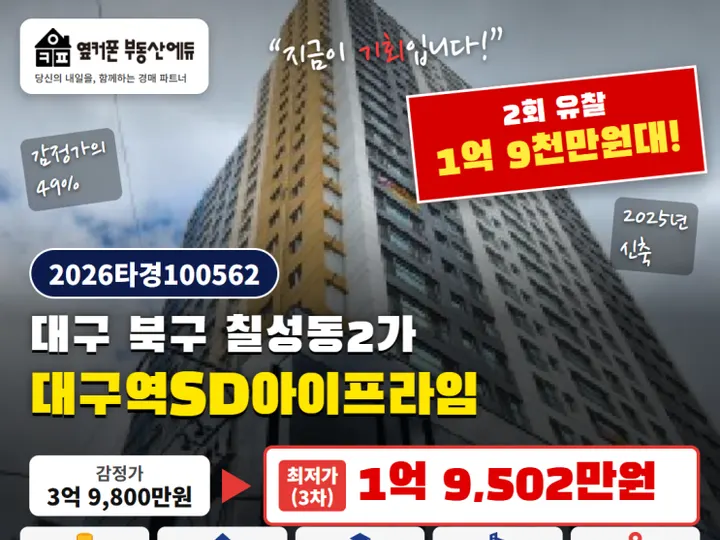 옆커폰 부동산에듀
당신의 내일을, 함께하는 경매 파트너
“지금이 기회입니다!”
2회 유찰
1억 9천만원대!
감정가의
49%
2025년
신축
2026타경100562
대구 북구 칠성동2가
대구역SD아이프라임
감정가
3억 9,800만원
최저가
(3차)
1억 9,502만원